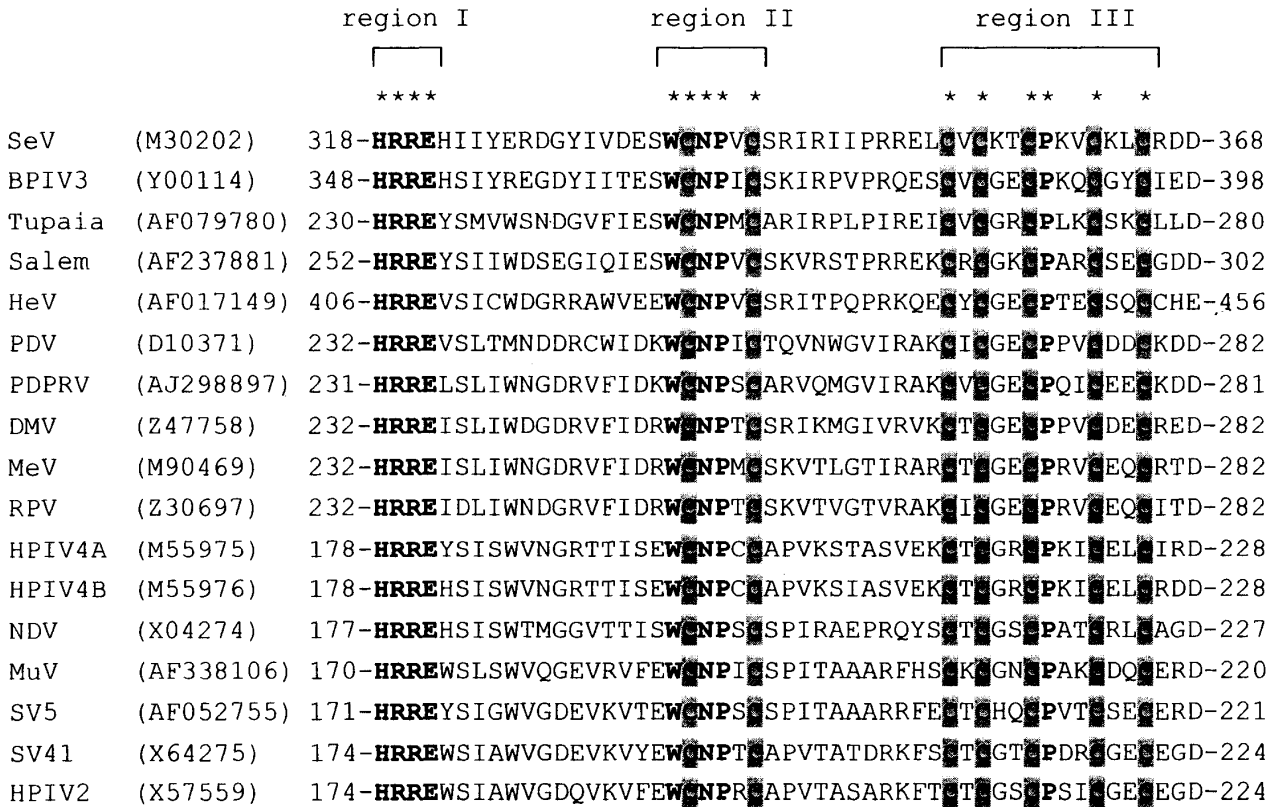 region I region II region III
**** **** * * * ** * *
SeV (M30202) 318-HRREHIIYERDGYIVDESWCNPVCSRIRIIPRRELCVCKTCPKVCKLCRDD-368
BPIV3 (Y00114) 348-HRREHSIYREGDYIITESWCNPICSKIRPVPRQESCVCGECPKQCGYCIED-398
Tupaia (AF079780) 230-HRREYSMVWSNDGVFIESWCNPMCARIRPLPIREICVCGRCPLKCSKCLLD-280
Salem (AF237881) 252-HRREYSIIWDSEGIQIESWCNPVCSKVRSTPRREKCRCGKCPARCSECGDD-302
HeV (AF017149) 406-HRREVSICWDGRRAWVEEWCNPVCSRITPQPRKQECYCGECPTECSQCCHE-456
PDV (D10371) 232-HRREVSLTMNDDRCWIDKWCNPICTQVNWGVIRAKCICGECPPVCDDCKDD-282
PDPRV (AJ298897) 231-HRRELSLIWNGDRVFIDKWCNPSCARVQMGVIRAKCVCGECPQICEECKDD-281
DMV (Z47758) 232-HRREISLIWDGDRVFIDRWCNPTCSRIKMGIVRVKCTCGECPPVCDECRED-282
MeV (M90469) 232-HRREISLIWNGDRVFIDRWCNPMCSKVTLGTIRARCTCGECPRVCEQCRTD-282
RPV (Z30697) 232-HRREIDLIWNDGRVFIDRWCNPTCSKVTVGTVRAKCICGECPRVCEQCITD-282
HPIV4A (M55975) 178-HRREYSISWVNGRTTISEWCNPCCAPVKSTASVEKCTCGRCPKICELCIRD-228
HPIV4B (M55976) 178-HRREHSISWVNGRTTISEWCNPCCAPVKSIASVEKCTCGRCPKICELCRDD-228
NDV (X04274) 177-HRREHSISWTMGGVTTISWCNPSCSPIRAEPRQYSCTCGSCPATCRLCAGD-227
MuV (AF338106) 170-HRREWSLSWVQGEVRVFEWCNPICSPITAAARFHSCKCGNCPAKCDQCERD-220
SV5 (AF052755) 171-HRREYSIGWVGDEVKVTEWCNPSCSPITAAARRFECTCHQCPVTCSECERD-221
SV41 (X64275) 174-HRREWSIAWVGDEVKVYEWCNPTCAPVTATDRKFSCTCGTCPDRCGECEGD-224
HPIV2 (X57559) 174-HRREWSIAWVGDQVKVFEWCNPRCAPVTASARKFTCTCGSCPSICGECEGD-224